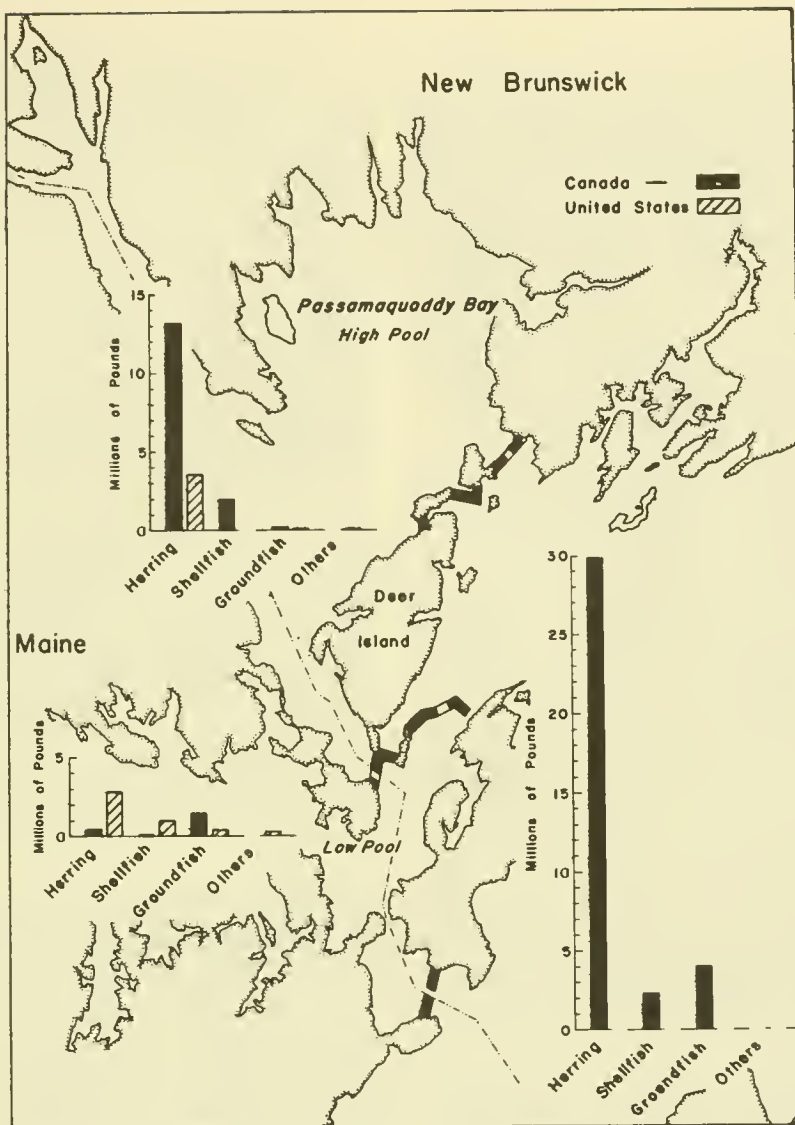 New Brunswick
Canada —
United States
Passamaquoddy Bay
High Pool
15
10
5
0
Millions of Pounds
Herring
Shellfish
Groundfish
Others
Deer
Island
Maine
5
0
Millions of Pounds
Herring
Shellfish
Groundfish
Others
Low Pool
30
25
20
15
10
5
0
Millions of Pounds
Herring
Shellfish
Groundfish
Others